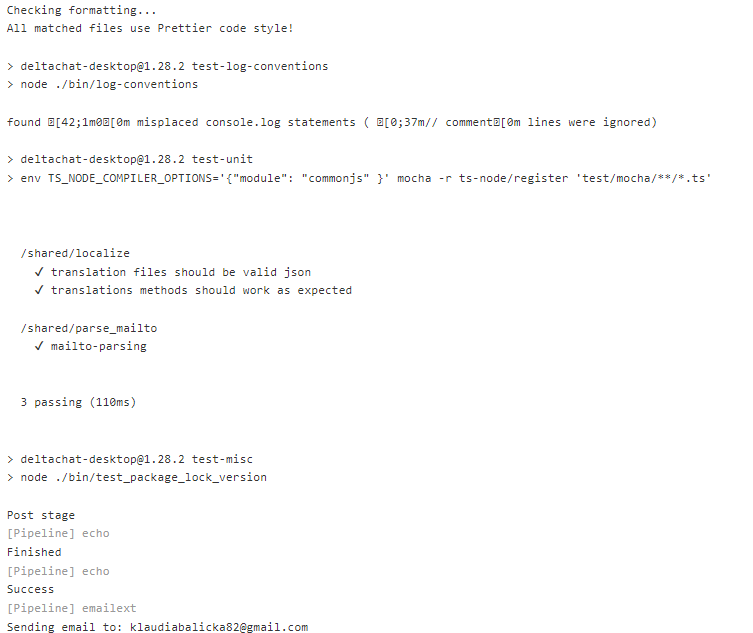 Checking formatting...
All matched files use Prettier code style!
> deltachat-desktop@1.28.2 test-log-conventions
> node ./bin/log-conventions
found [42;1m0[0m misplaced console.log statements ( [0;37m// comment[0m lines were ignored)
> deltachat-desktop@1.28.2 test-unit
> env TS_NODE_COMPILER_OPTIONS='{"module": "commonjs" }' mocha -r ts-node/register 'test/mocha/**/*.ts'
/shared/localize
✓ translation files should be valid json
✓ translations methods should work as expected
/shared/parse_mailto
✓ mailto-parsing
3 passing (110ms)
> deltachat-desktop@1.28.2 test-misc
> node ./bin/test_package_lock_version
Post stage
[Pipeline] echo
Finished
[Pipeline] echo
Success
[Pipeline] emailext
Sending email to: klaudiabalicka82@gmail.com